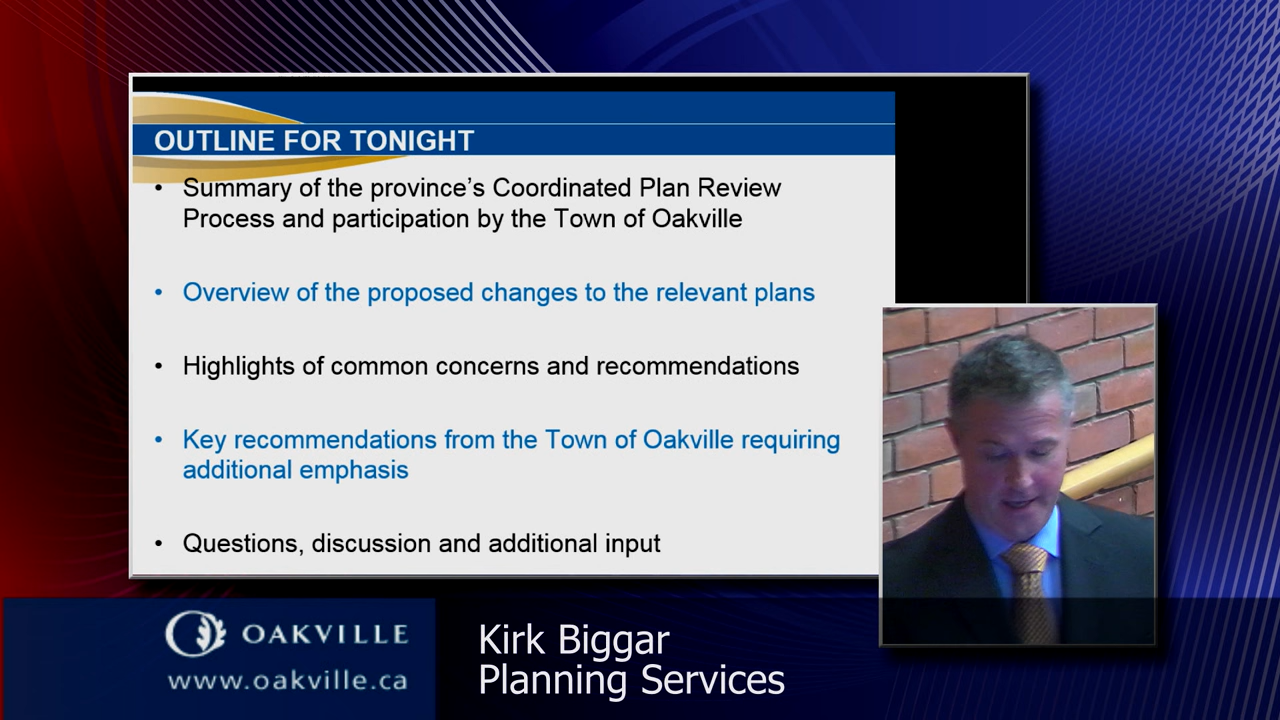 OUTLINE FOR TONIGHT
• Summary of the province's Coordinated Plan Review
Process and participation by the Town of Oakville
• Overview of the proposed changes to the relevant plans
• Highlights of common concerns and recommendations
• Key recommendations from the Town of Oakville requiring
additional emphasis
• Questions, discussion and additional input
OAKVILLE
www.oakville.ca
Kirk Biggar
Planning Services